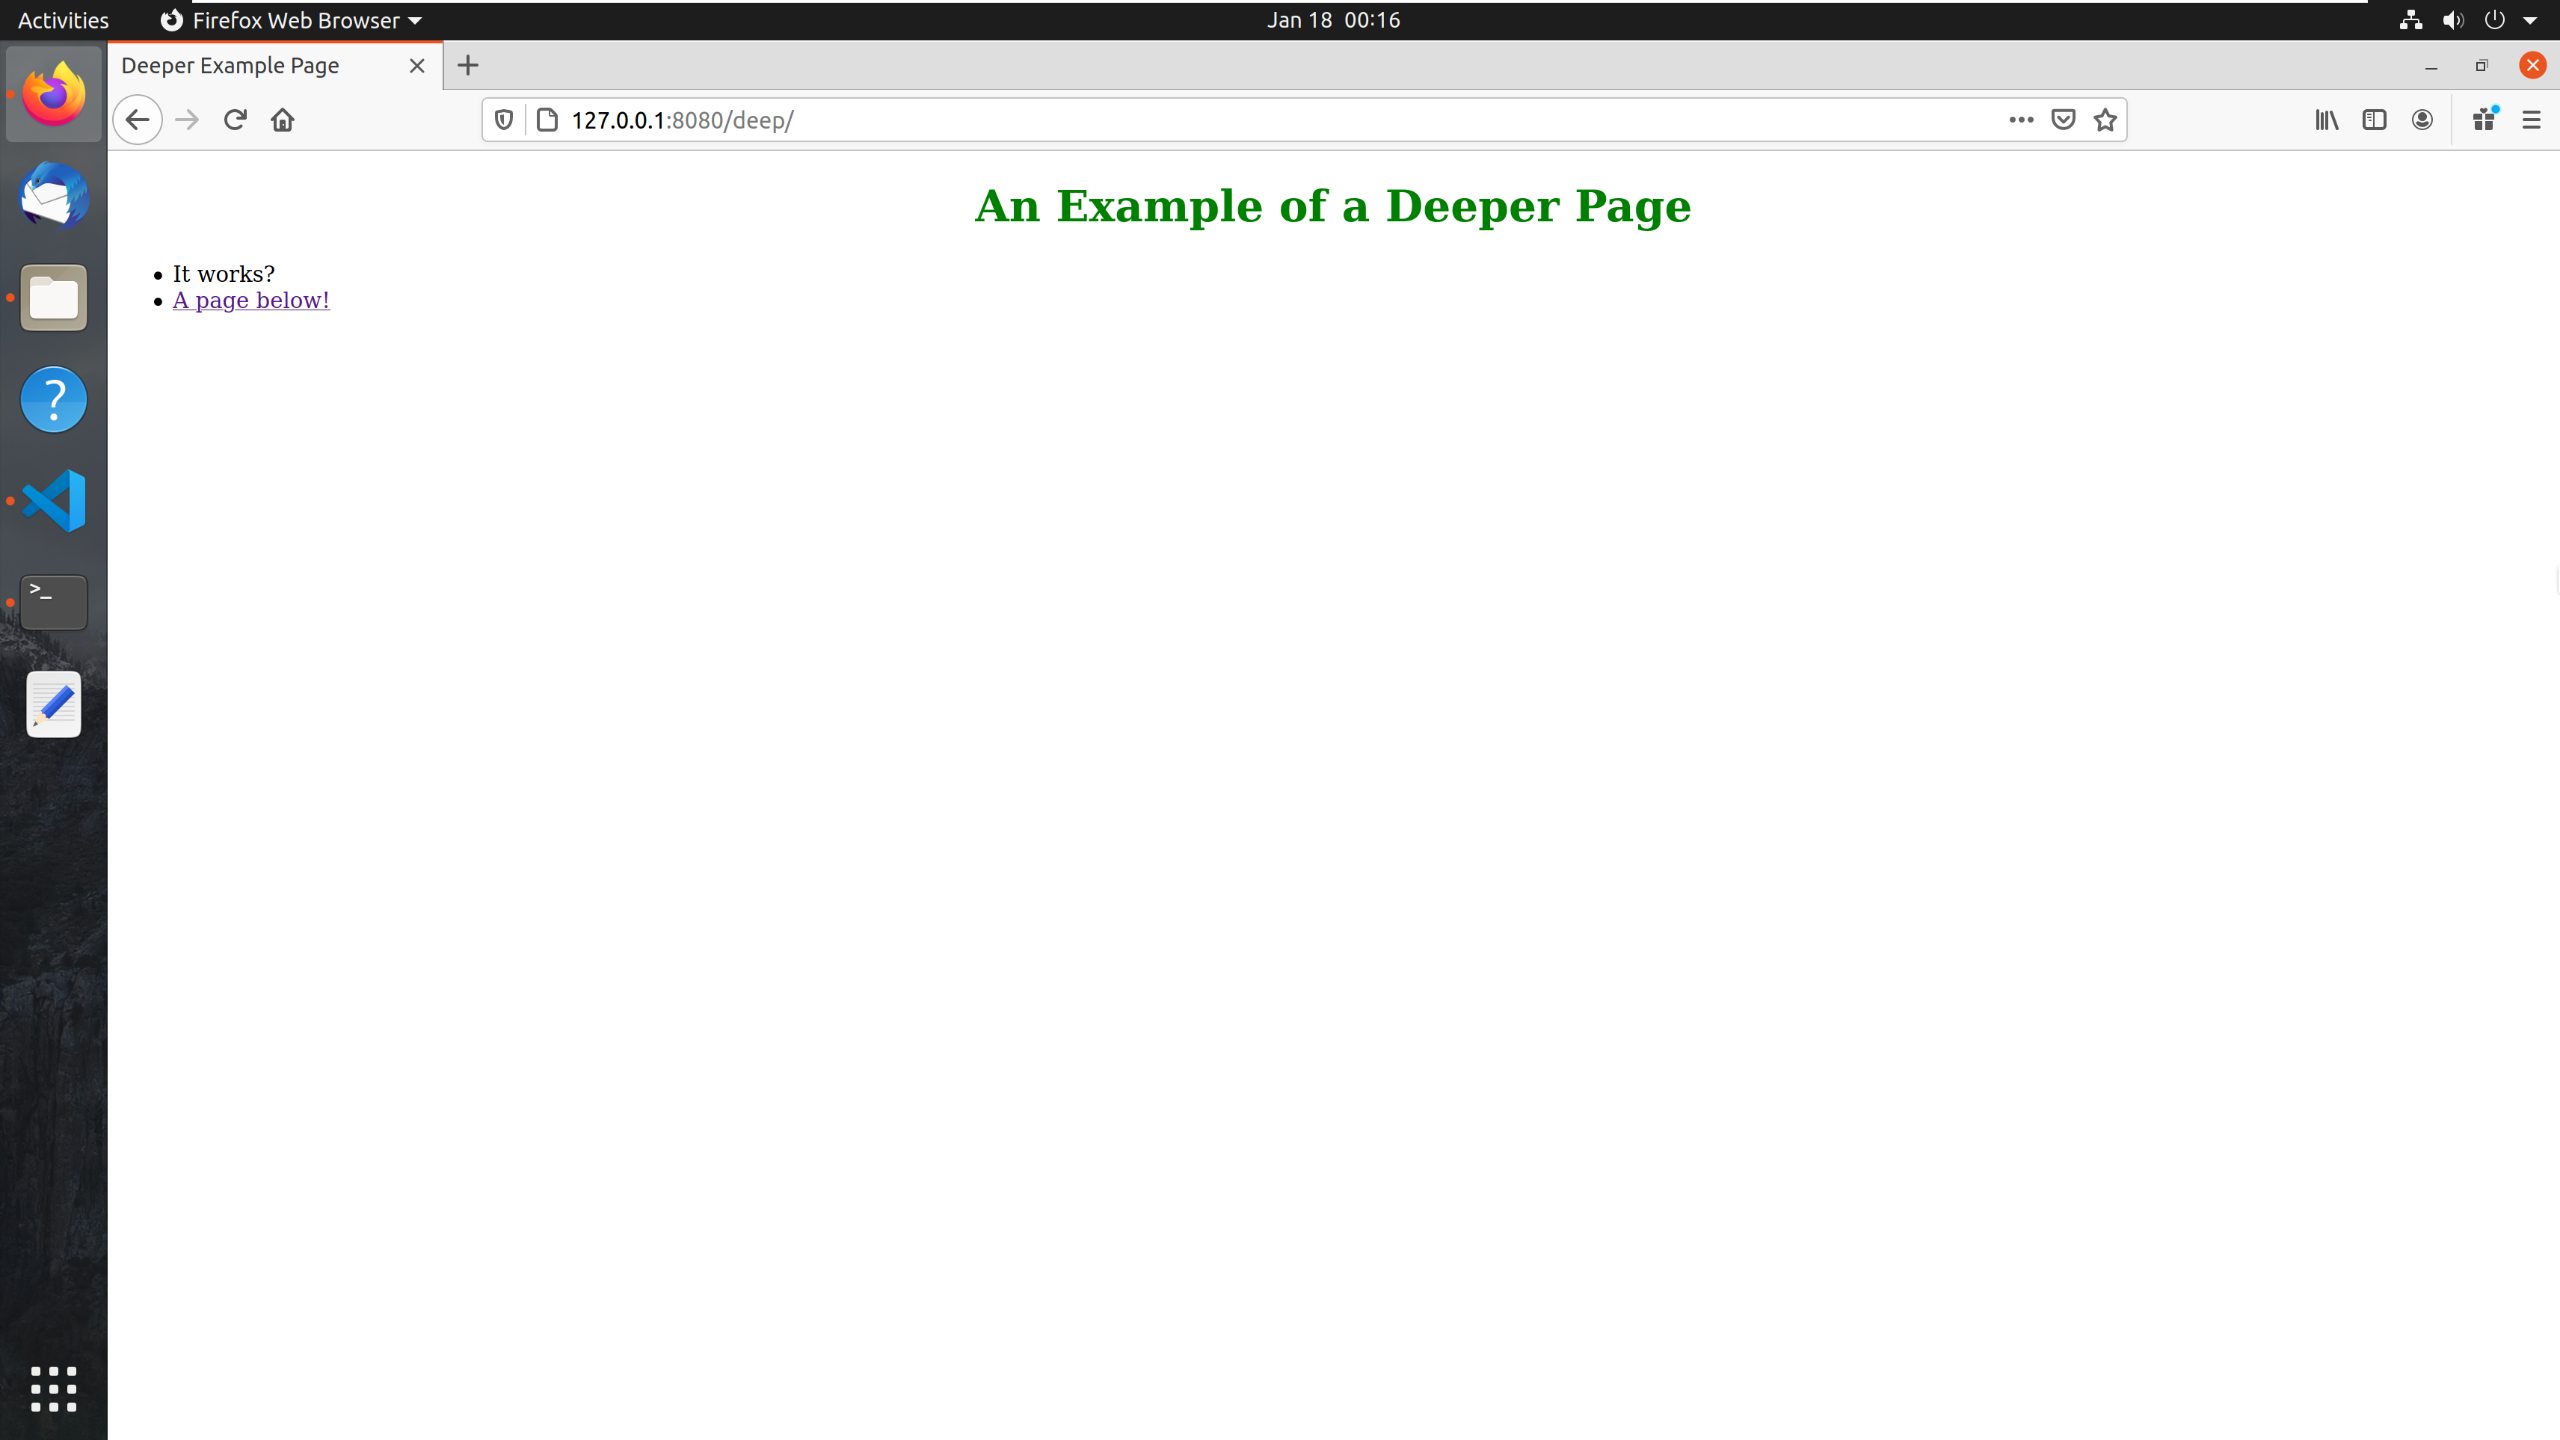 Activities
Firefox Web Browser
Jan 18 00:16
Deeper Example Page
127.0.0.1:8080/deep/
An Example of a Deeper Page
It works?
A page below!
?
>_